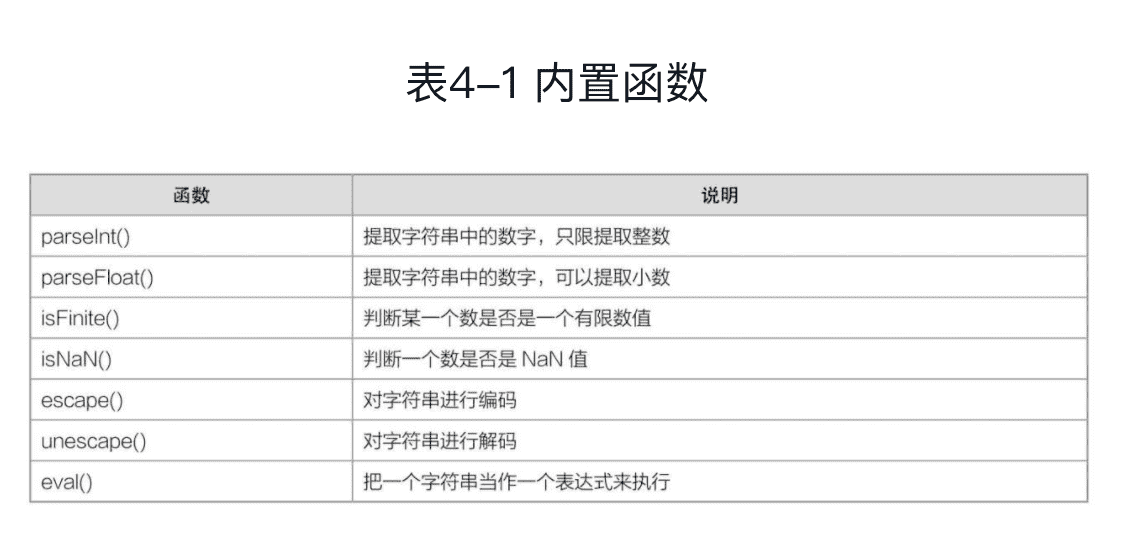 表4–1 内置函数
函数 说明
parseInt() 提取字符串中的数字，只限提取整数
parseFloat() 提取字符串中的数字，可以提取小数
isFinite() 判断某一个数是否是一个有限数值
isNaN() 判断一个数是否是 NaN 值
escape() 对字符串进行编码
unescape() 对字符串进行解码
eval() 把一个字符串当作一个表达式来执行